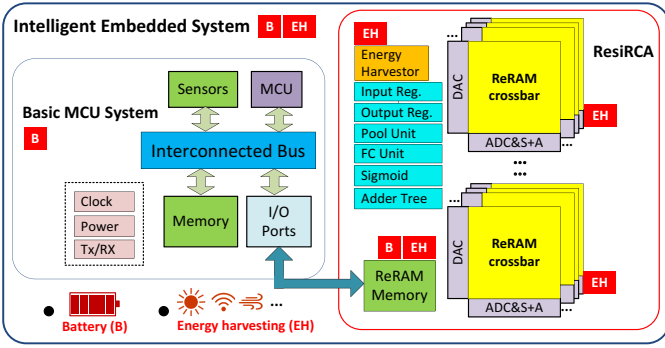 Intelligent Embedded System B EH
Basic MCU System
B
Sensors
MCU
Interconnected Bus
Memory
I/O
Ports
Clock
Power
Tx/RX
Battery (B)
Energy harvesting (EH)
...
ResiRCA
EH
Energy
Harvestor
Input Reg.
Output Reg.
Pool Unit
FC Unit
Sigmoid
Adder Tree
B EH
ReRAM
Memory
...
DAC
ReRAM
crossbar
EH
ADC&S+A
...
...
...
...
DAC
ReRAM
crossbar
EH
ADC&S+A
...